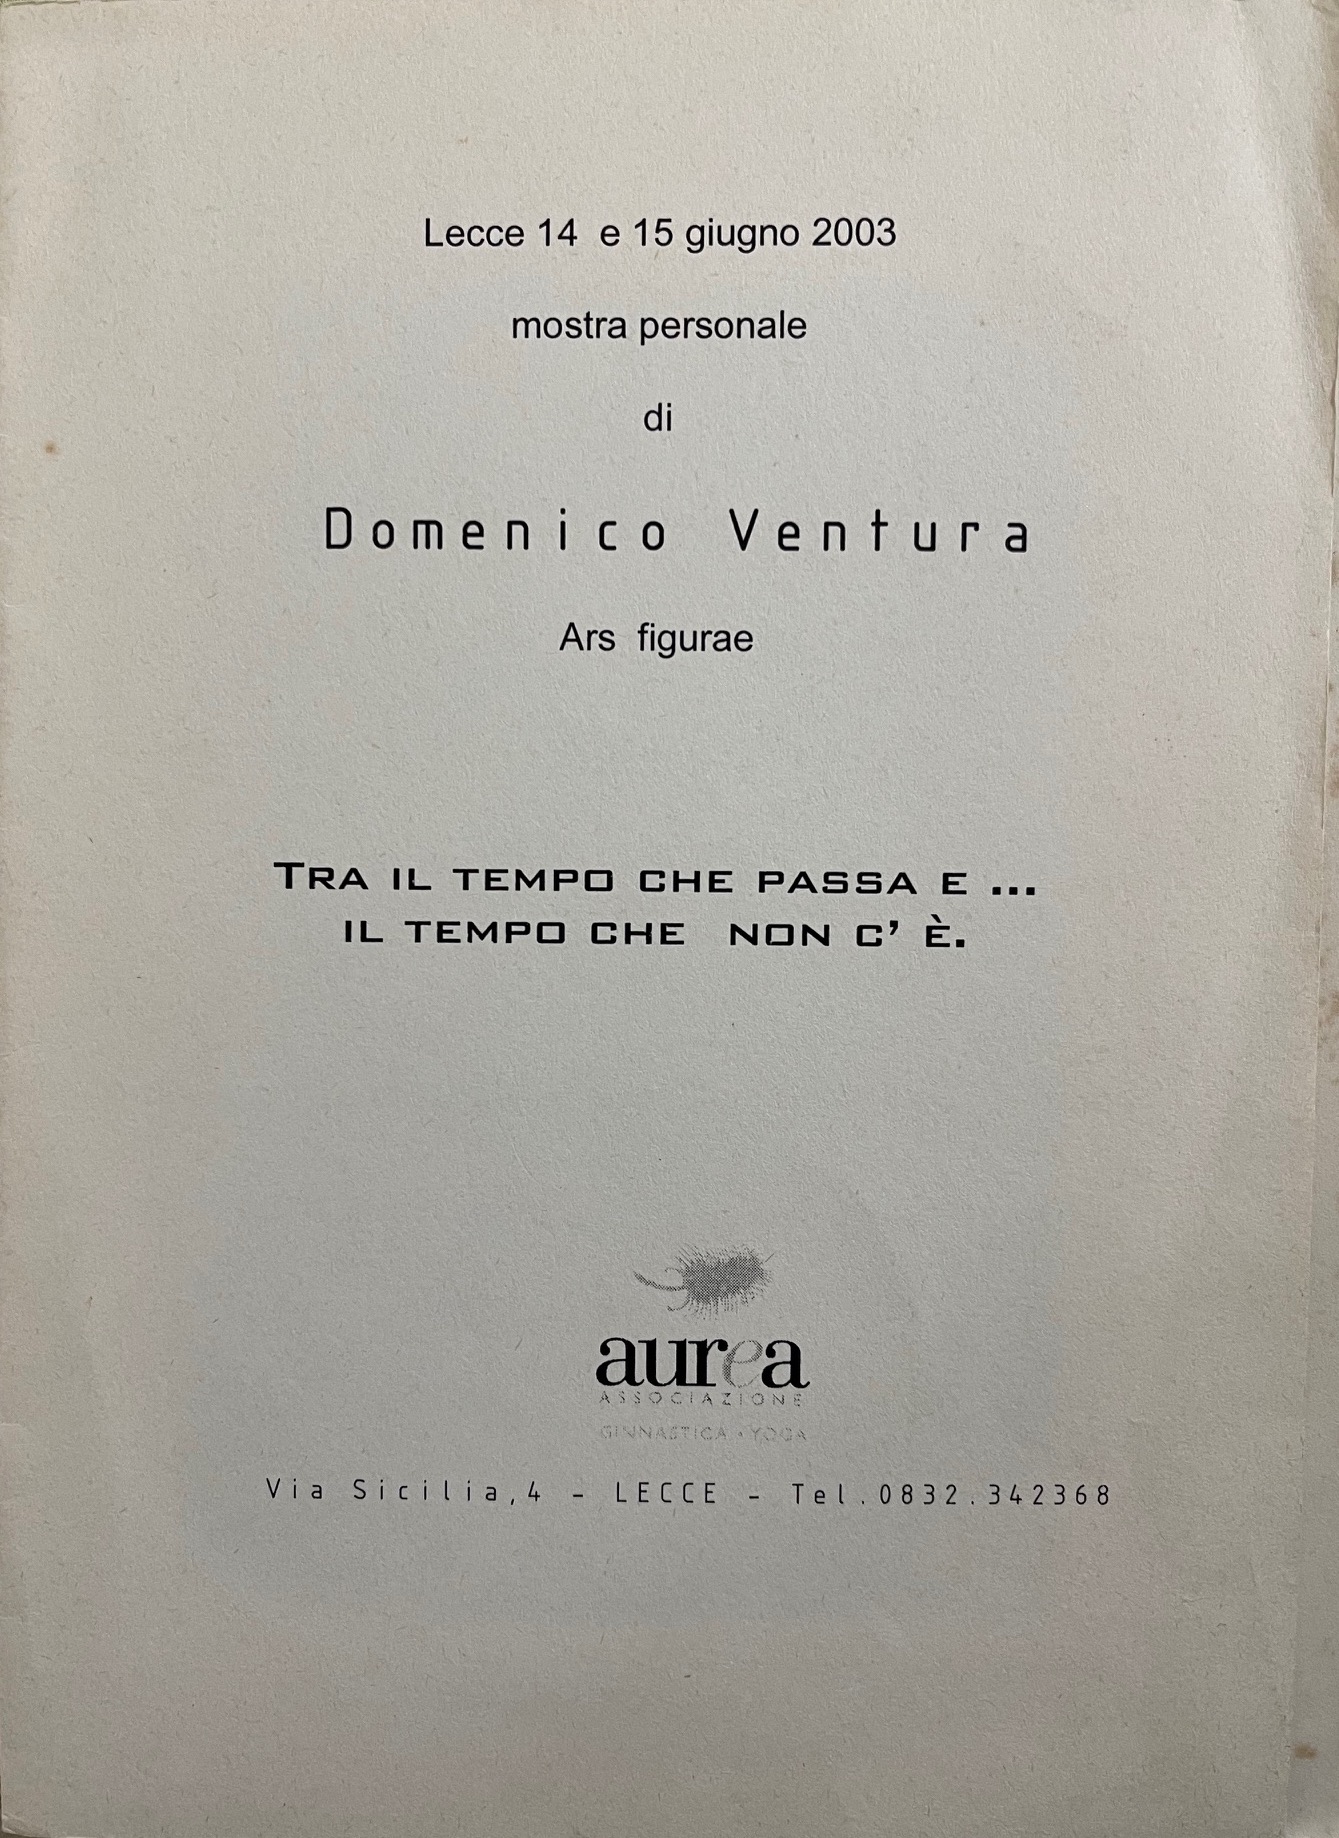 Lecce 14 e 15 giugno 2003
mostra personale
di
Domenico Ventura
Ars figurae
TRA IL TEMPO CHE PASSA E ...
IL TEMPO CHE NON C' È.
aurea
ASSOCIAZIONE
GINNASTICA • YOGA
Via Sicilia,4 - LECCE - Tel.0832.342368